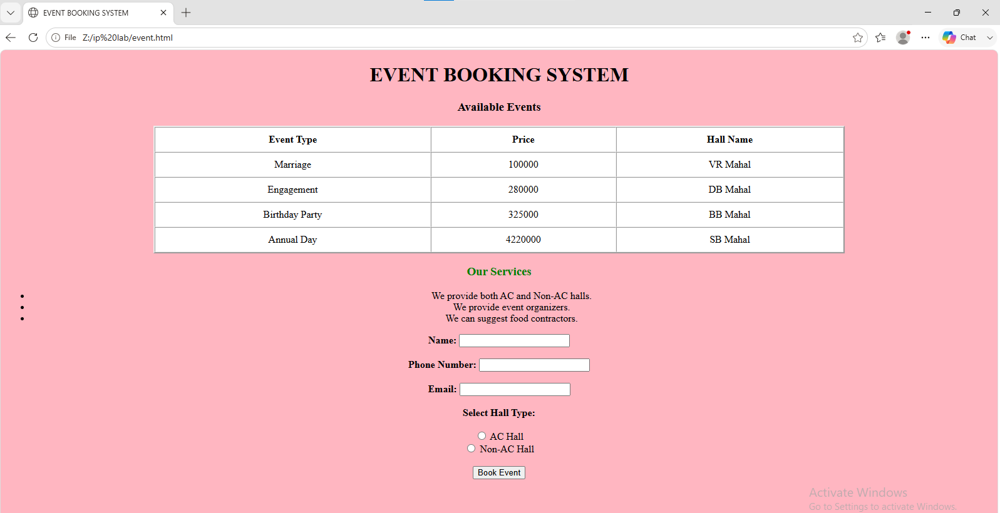 EVENT BOOKING SYSTEM
File Z:/ip%20lab/event.html
Chat
EVENT BOOKING SYSTEM
Available Events
Event Type Price Hall Name
Marriage 100000 VR Mahal
Engagement 280000 DB Mahal
Birthday Party 325000 BB Mahal
Annual Day 4220000 SB Mahal
Our Services
We provide both AC and Non-AC halls.
We provide event organizers.
We can suggest food contractors.
Name:
Phone Number:
Email:
Select Hall Type:
AC Hall
Non-AC Hall
Book Event
Activate Windows
Go to Settings to activate Windows.